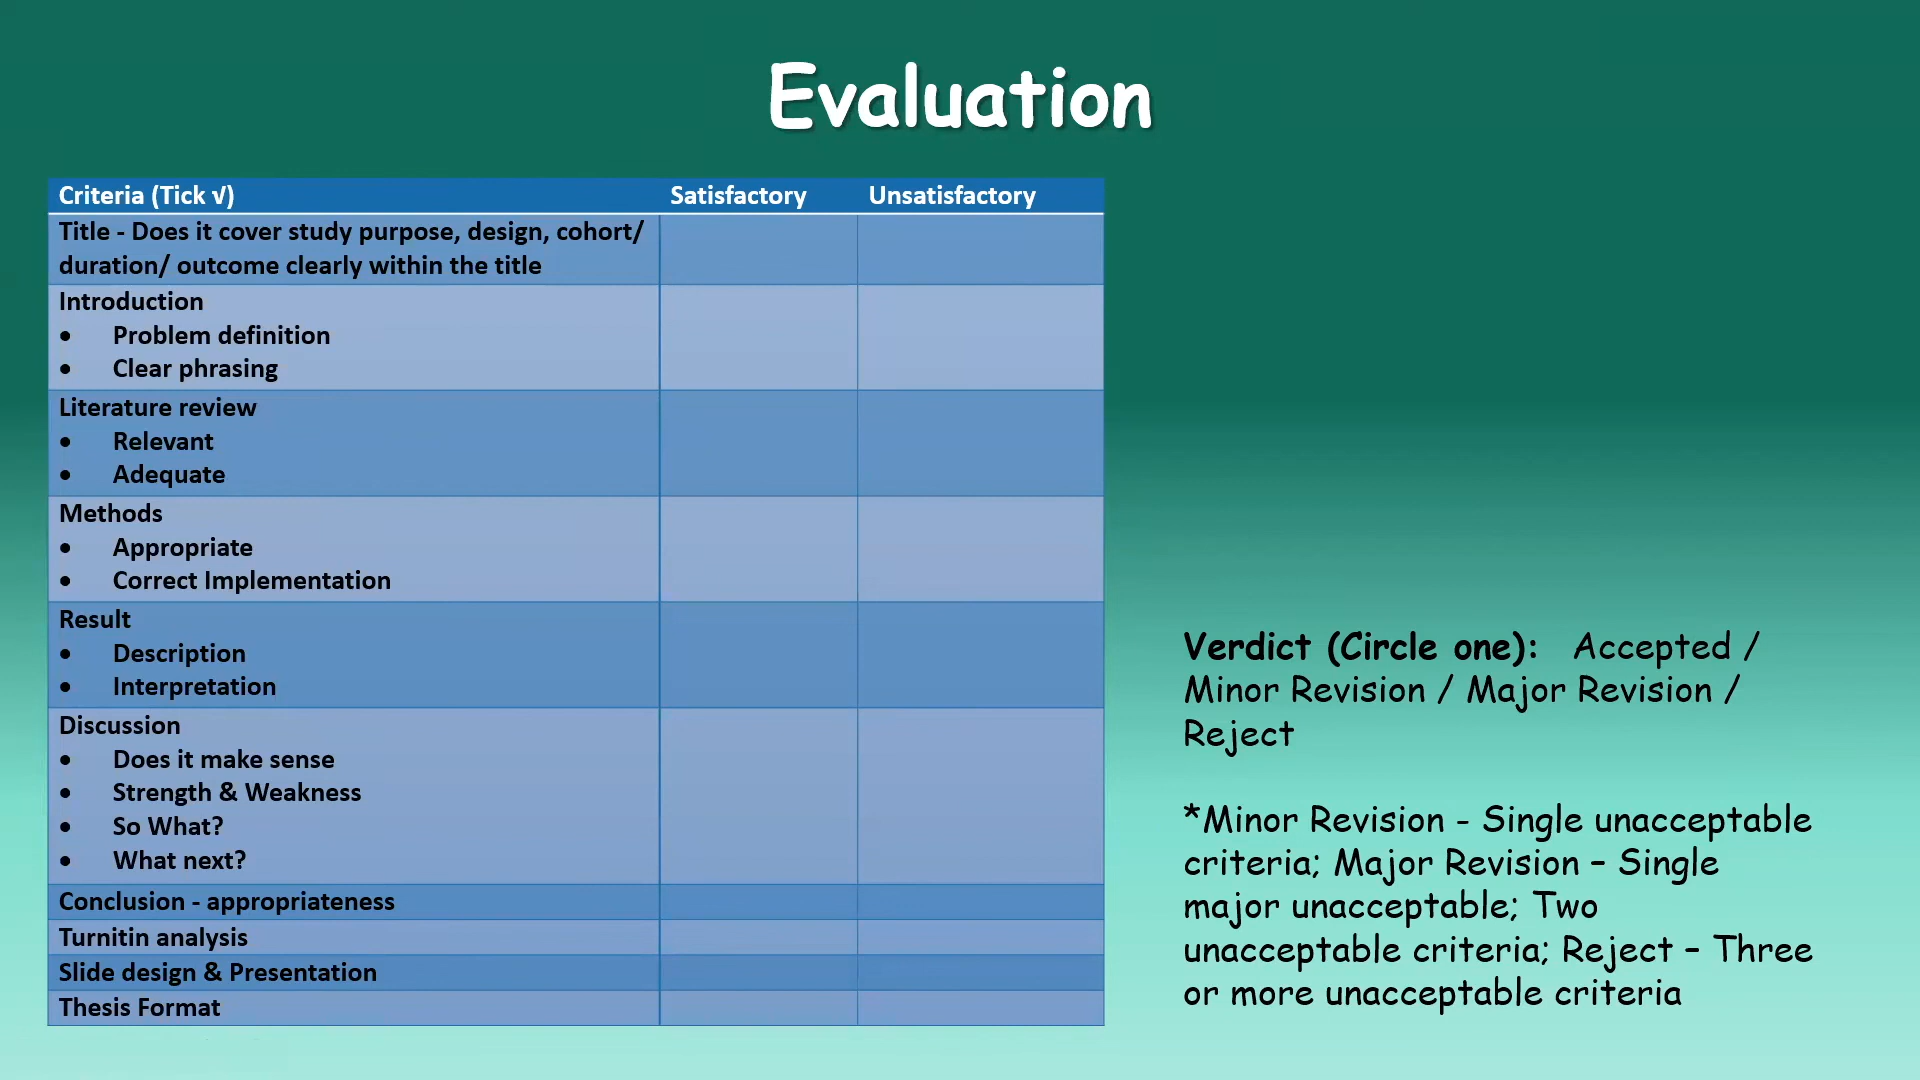 Evaluation
Criteria (Tick √) Satisfactory Unsatisfactory
Title - Does it cover study purpose, design, cohort/
duration/ outcome clearly within the title
Introduction
• Problem definition
• Clear phrasing
Literature review
• Relevant
• Adequate
Methods
• Appropriate
• Correct Implementation
Result
• Description
• Interpretation
Discussion
• Does it make sense
• Strength & Weakness
• So What?
• What next?
Conclusion - appropriateness
Turnitin analysis
Slide design & Presentation
Thesis Format
Verdict (Circle one): Accepted /
Minor Revision / Major Revision /
Reject
*Minor Revision - Single unacceptable
criteria; Major Revision – Single
major unacceptable; Two
unacceptable criteria; Reject – Three
or more unacceptable criteria